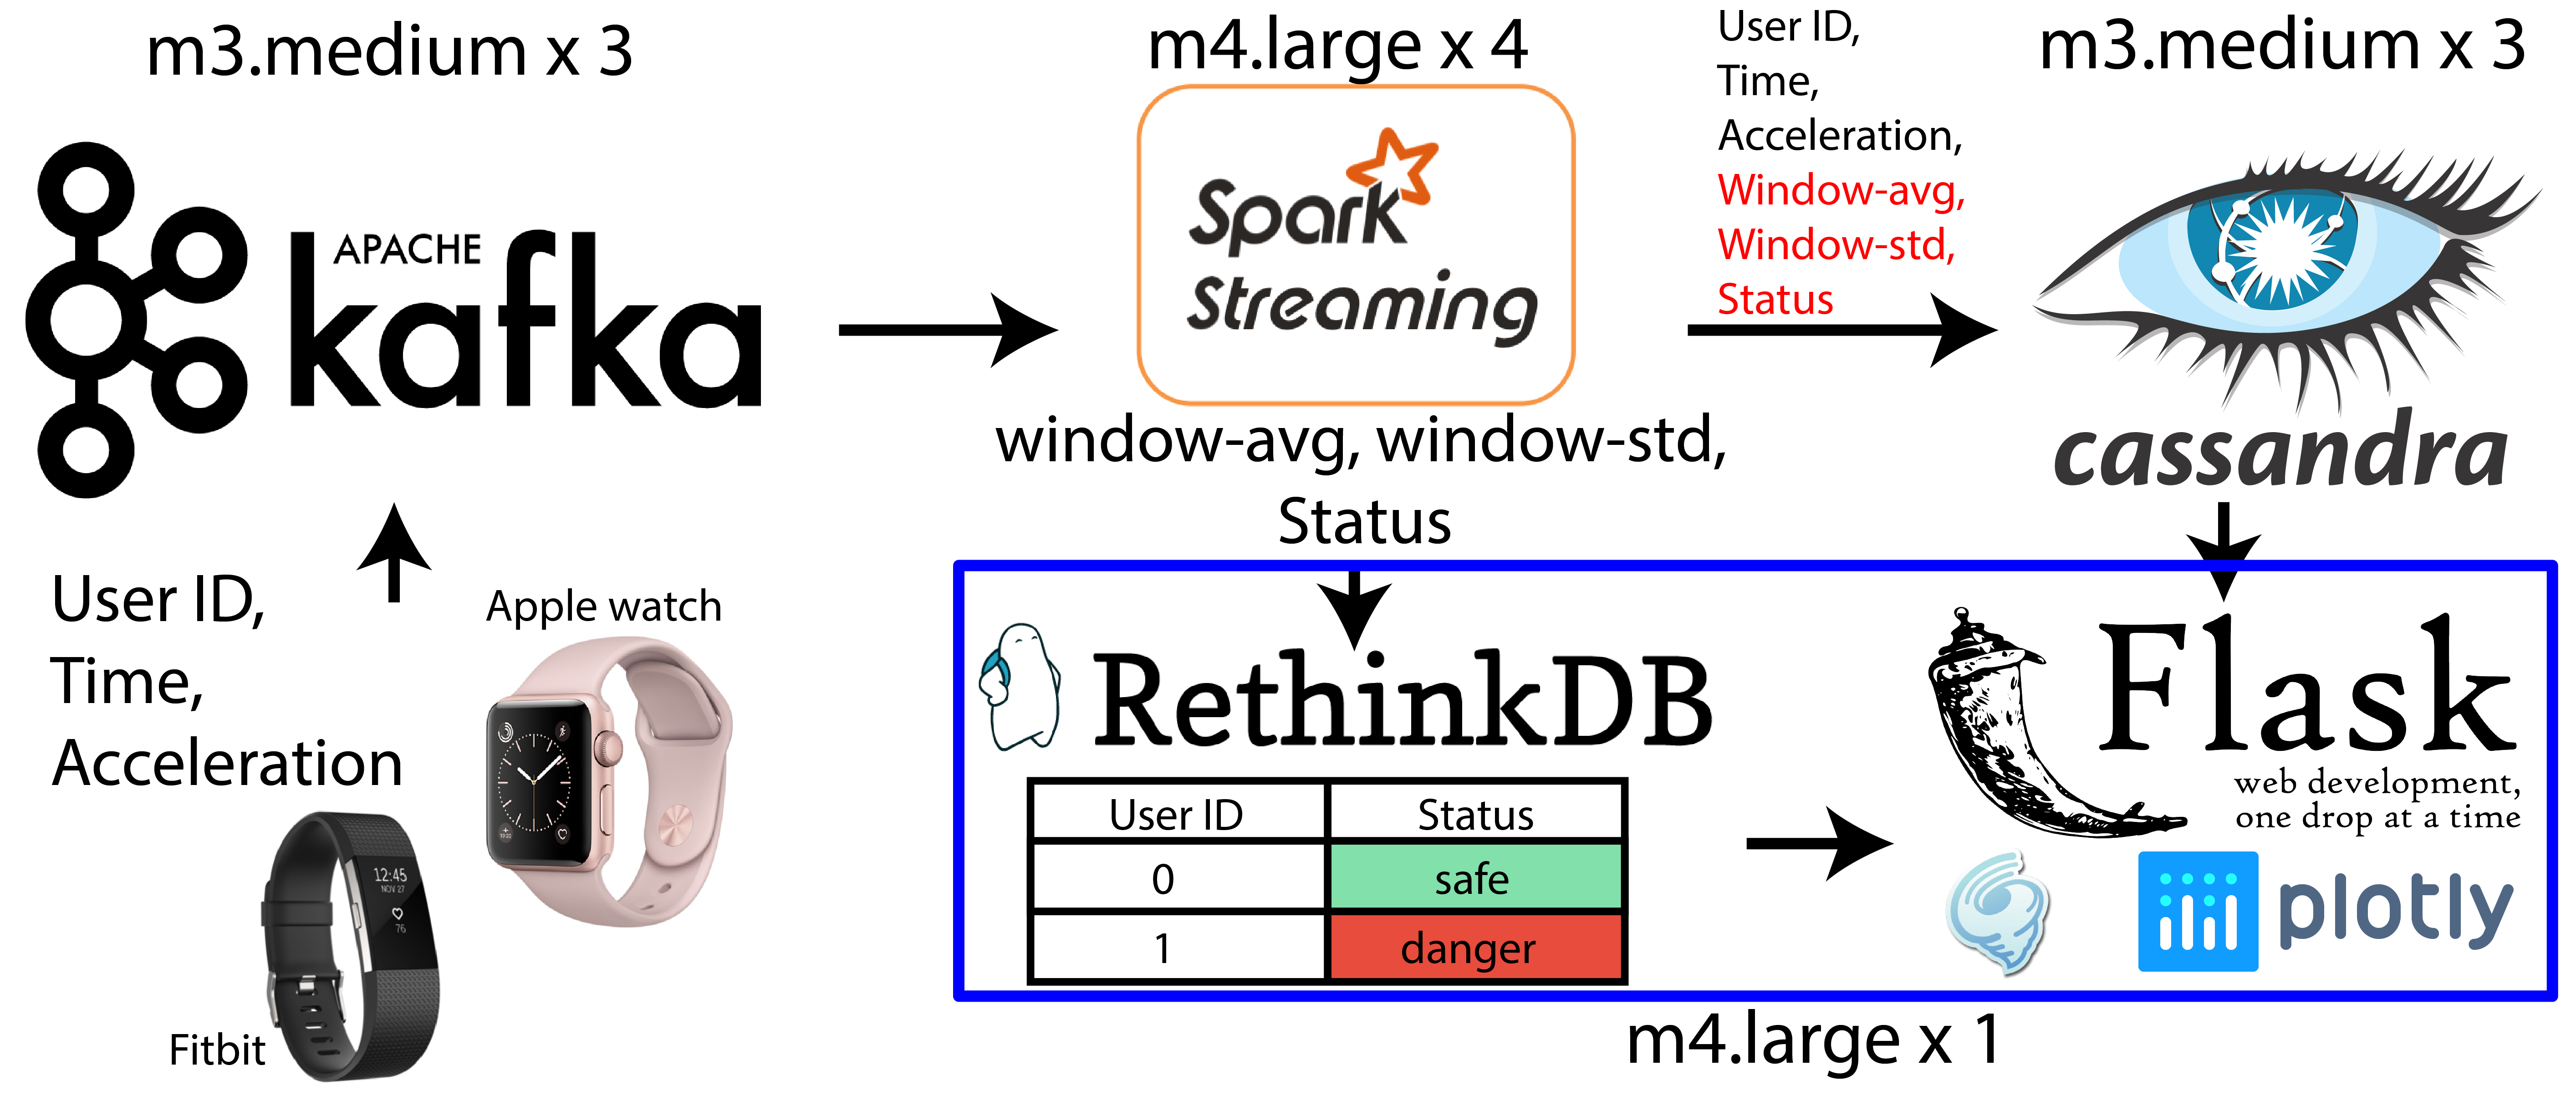 m3.medium x 3
APACHE
kafka
User ID,
Time,
Acceleration
Apple watch
Fitbit
12:45
NOV 27
76
m4.large x 4
Spark
Streaming
window-avg, window-std,
Status
User ID,
Time,
Acceleration,
Window-avg,
Window-std,
Status
m3.medium x 3
cassandra
RethinkDB
User ID Status
0 safe
1 danger
Flask
web development,
one drop at a time
plotly
m4.large x 1